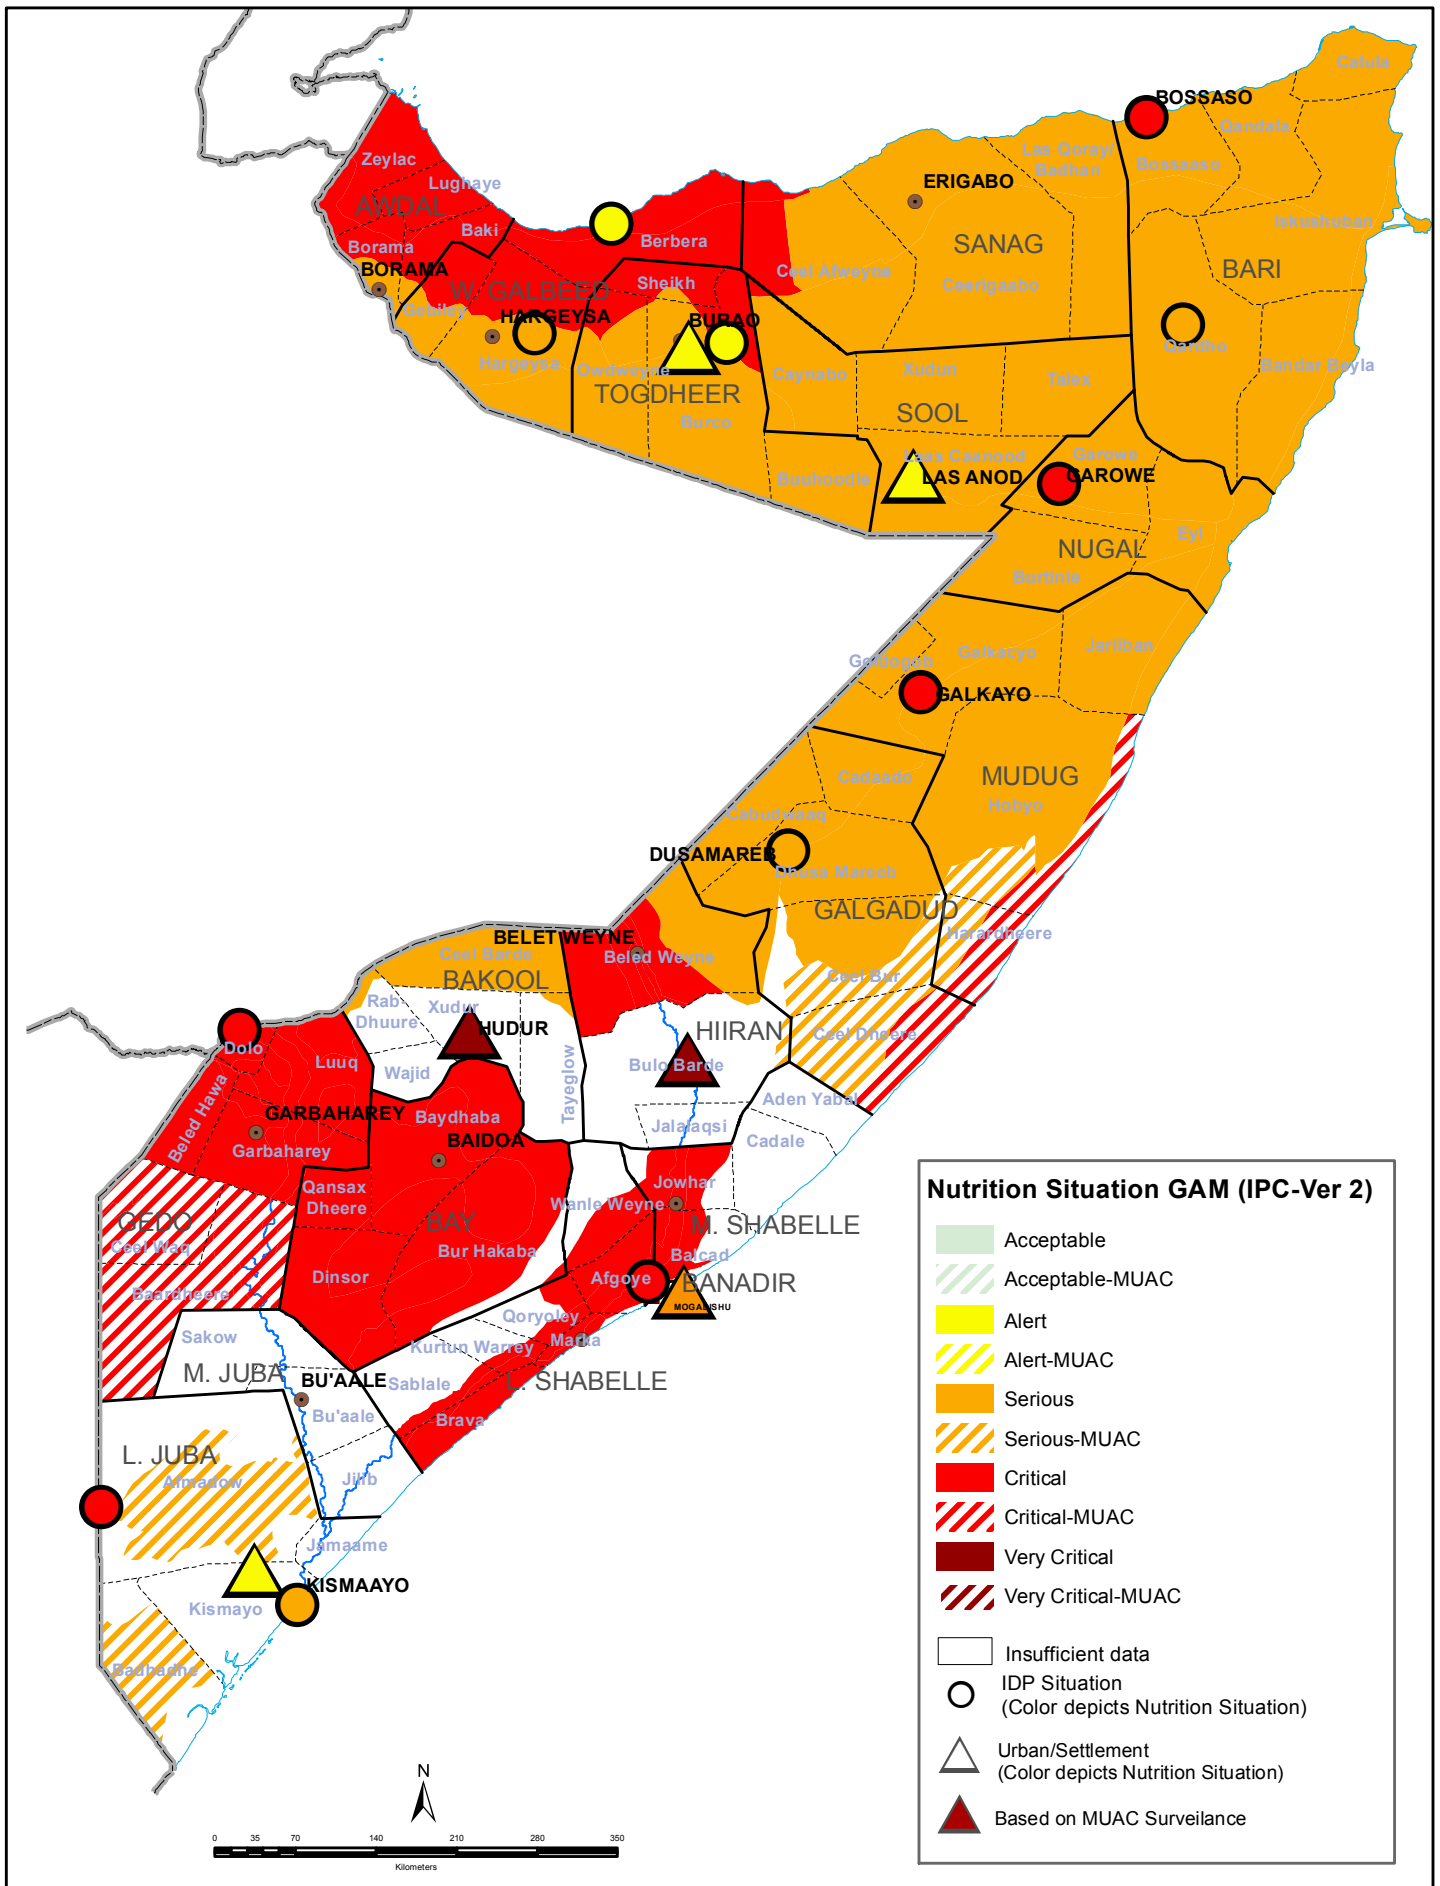 Calula
BOSSASO
Qandala
Las Qoray/
Badhan
Bossaaso
Zeylac
Lughaye
ERIGABO
AWDAL
Iskushuban
Baki
Berbera
SANAG
Borama
BORAMA
Ceel Afweyne
BARI
Sheikh
Ceerigaabo
W. GALBEED
Gebiley
HARGEYSA
BURAO
Qardho
Hargeysa
Owdweyne
Caynabo
Xudun
Talex
Bandar Beyla
TOGDHEER
SOOL
Burco
Laas Caanood
Garowe
Buuhoodle
LAS ANOD
GAROWE
Eyl
NUGAL
Burtinle
Jariiban
Galkacyo
Goldogob
GALKAYO
MUDUG
Cadaado
Hobyo
Cabudwaaq
DUSAMAREB
Dhusa Mareeb
GALGADUD
Harardheere
BELET WEYNE
Ceel Barde
Beled Weyne
BAKOOL
Ceel Bur
Rab-
Dhuure
Xudur
HUDUR
HIIRAN
Ceel Dheere
Dolo
Luuq
Wajid
Tayeglow
Bulo Barde
Aden Yabal
Beled Hawa
GARBAHAREY
Baydhaba
Jalalaqsi
Cadale
BAIDOA
Garbaharey
Qansax
Dheere
Jowhar
Wanle Weyne
GEDO
BAY
M. SHABELLE
Ceel Waq
Bur Hakaba
Balcad
Dinsor
Afgoye
BANADIR
Baardheere
MOGADISHU
Qoryoley
Sakow
Kurtun Warrey
Marka
M. JUBA
BU'AALE
Sablale
L. SHABELLE
Bu'aale
Brava
L. JUBA
Afmadow
Jilib
Jamaame
KISMAAYO
Kismayo
Badhadhe
Nutrition Situation GAM (IPC-Ver 2)
Acceptable
Acceptable-MUAC
Alert
Alert-MUAC
Serious
Serious-MUAC
Critical
Critical-MUAC
Very Critical
Very Critical-MUAC
Insufficient data
IDP Situation
(Color depicts Nutrition Situation)
Urban/Settlement
(Color depicts Nutrition Situation)
Based on MUAC Surveilance
N
0 35 70 140 210 280 350
Kilometers